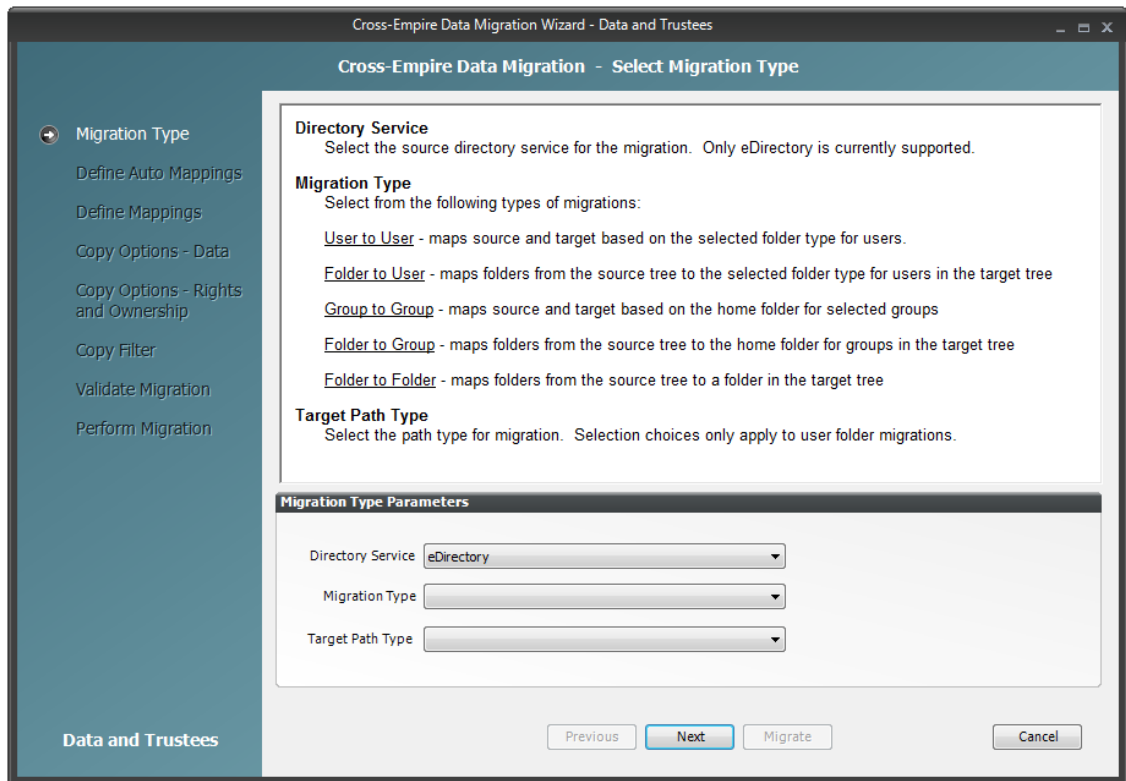 Cross-Empire Data Migration Wizard - Data and Trustees
Cross-Empire Data Migration - Select Migration Type
Migration Type
Define Auto Mappings
Define Mappings
Copy Options - Data
Copy Options - Rights
and Ownership
Copy Filter
Validate Migration
Perform Migration
Data and Trustees
Directory Service
Select the source directory service for the migration. Only eDirectory is currently supported.
Migration Type
Select from the following types of migrations:
User to User - maps source and target based on the selected folder type for users.
Folder to User - maps folders from the source tree to the selected folder type for users in the target tree
Group to Group - maps source and target based on the home folder for selected groups
Folder to Group - maps folders from the source tree to the home folder for groups in the target tree
Folder to Folder - maps folders from the source tree to a folder in the target tree
Target Path Type
Select the path type for migration. Selection choices only apply to user folder migrations.
Migration Type Parameters
Directory Service eDirectory
Migration Type
Target Path Type
Previous Next Migrate Cancel